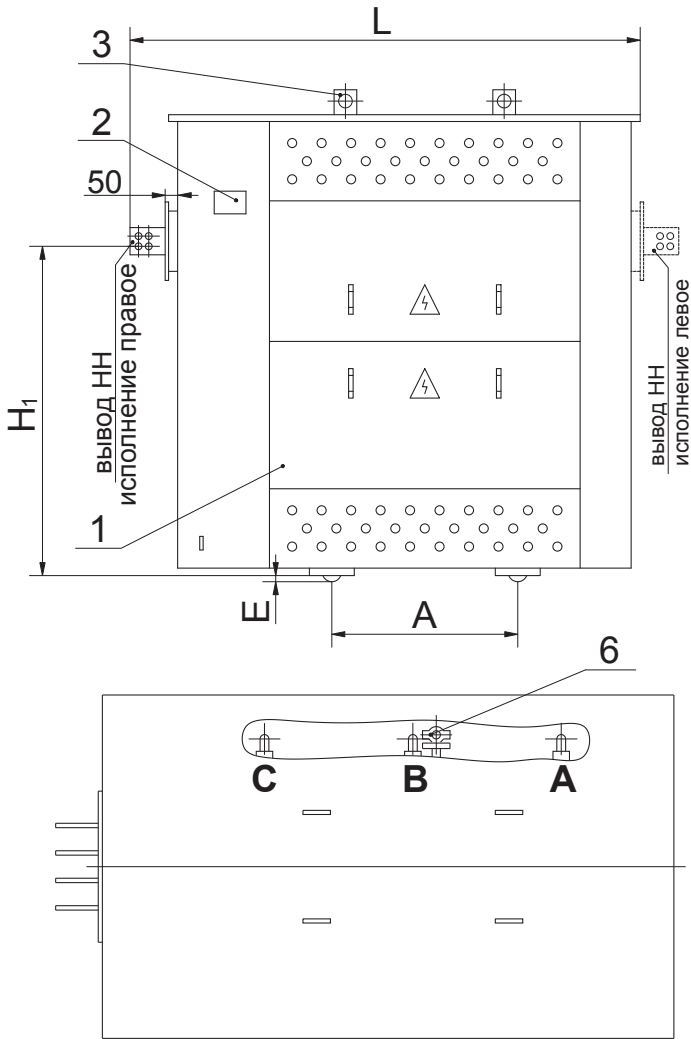 L
3
2
50
H1
вывод НН
исполнение правое
вывод НН
исполнение левое
1
E
A
6
C
B
A